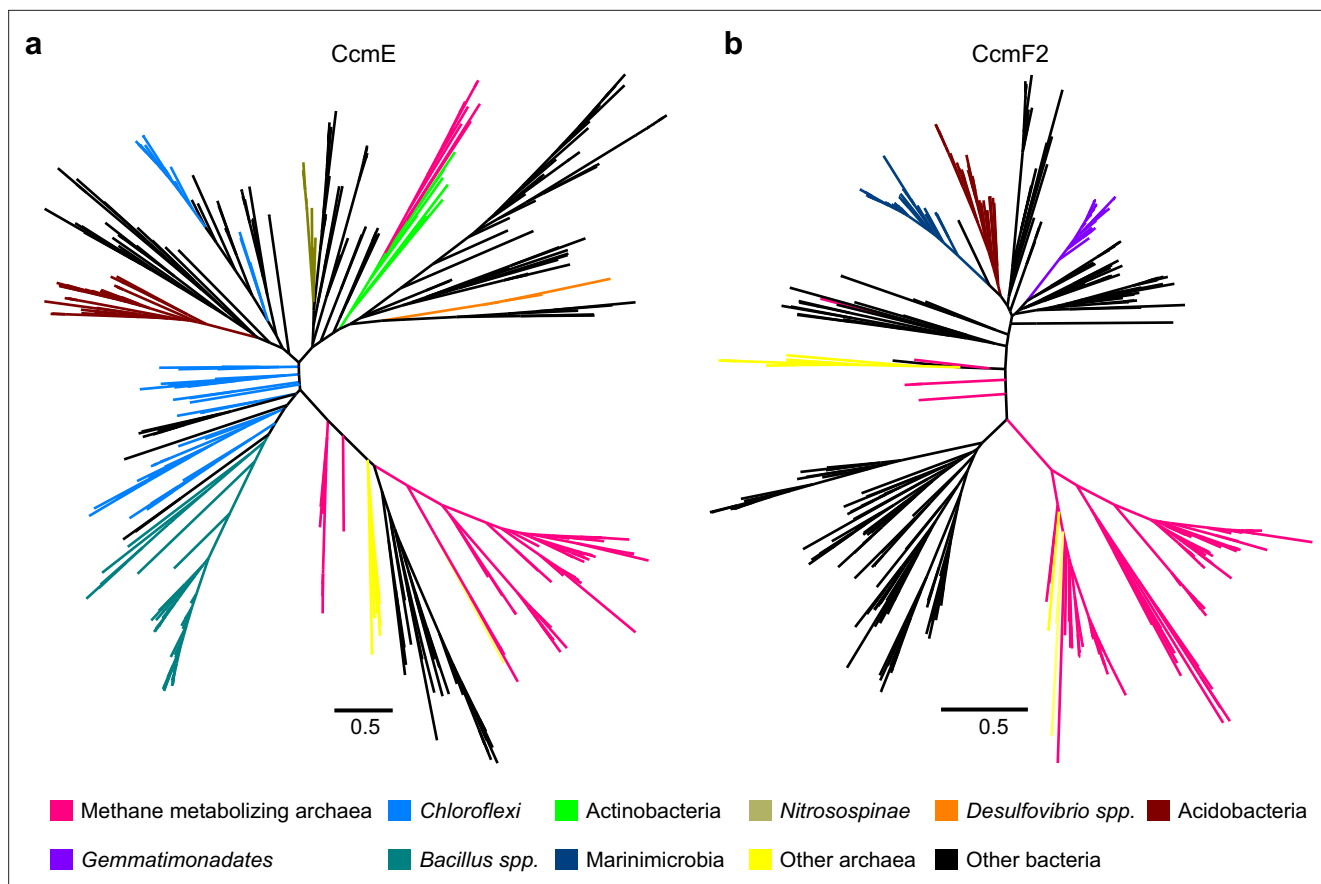 a
CcmE
b
CcmF2
0.5
0.5
Methane metabolizing archaea
Chloroflexi
Actinobacteria
Nitrosospinae
Desulfovibrio spp.
Acidobacteria
Gemmatimonadates
Bacillus spp.
Marinimicrobia
Other archaea
Other bacteria